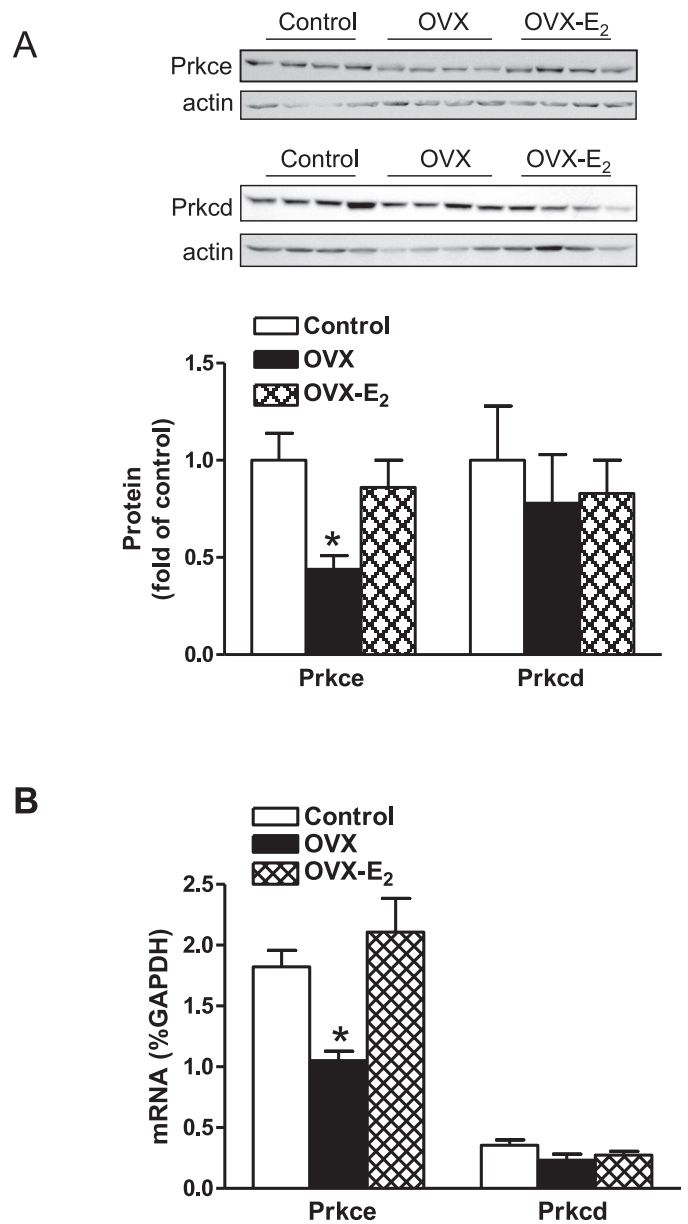 A
Control OVX OVX-E₂
Prkce
actin
Control OVX OVX-E₂
Prkcd
actin
Control
OVX
OVX-E₂
Protein
(fold of control)
1.5
1.0
0.5
0.0
*
Prkce Prkcd
B
Control
OVX
OVX-E₂
mRNA (%GAPDH)
2.5
2.0
1.5
1.0
0.5
0.0
*
Prkce Prkcd